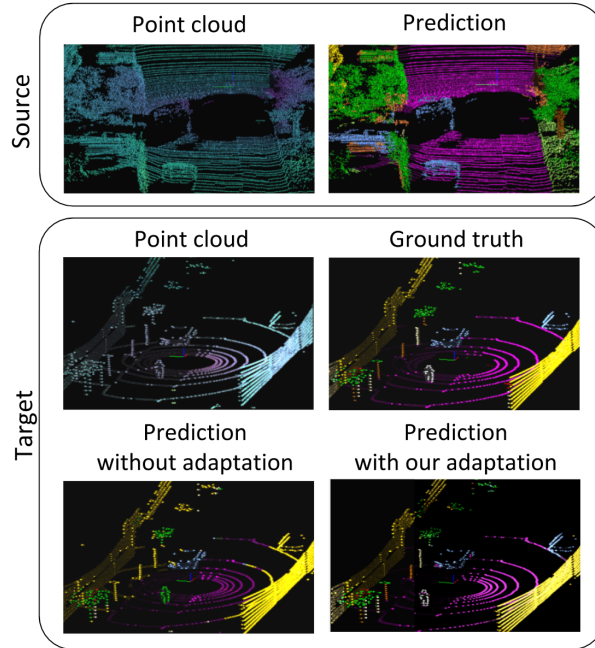 Source
Point cloud
Prediction
Target
Point cloud
Ground truth
Prediction
without adaptation
Prediction
with our adaptation